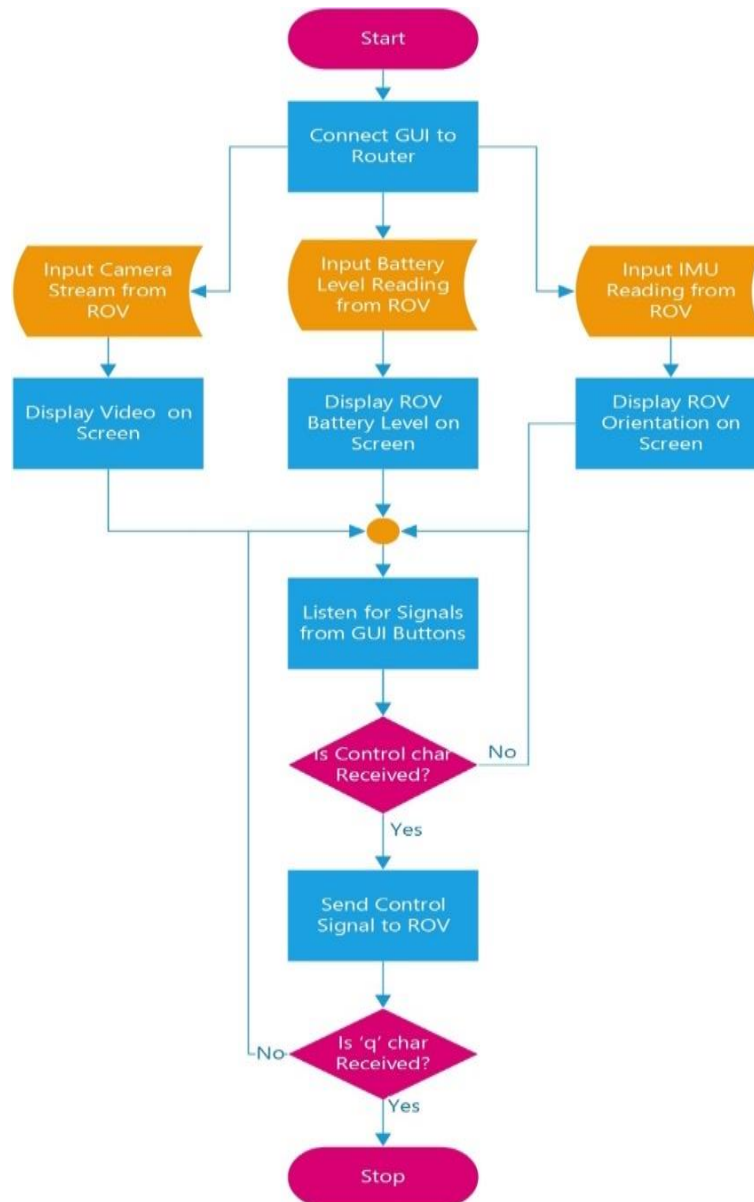 Start
Connect GUI to
Router
Input Camera
Stream from
ROV
Input Battery
Level Reading
from ROV
Input IMU
Reading from
ROV
Display Video on
Screen
Display ROV
Battery Level on
Screen
Display ROV
Orientation on
Screen
Listen for Signals
from GUI Buttons
Is Control char
Received?
No
Yes
Send Control
Signal to ROV
Is ‘q’ char
Received?
No
Yes
Stop